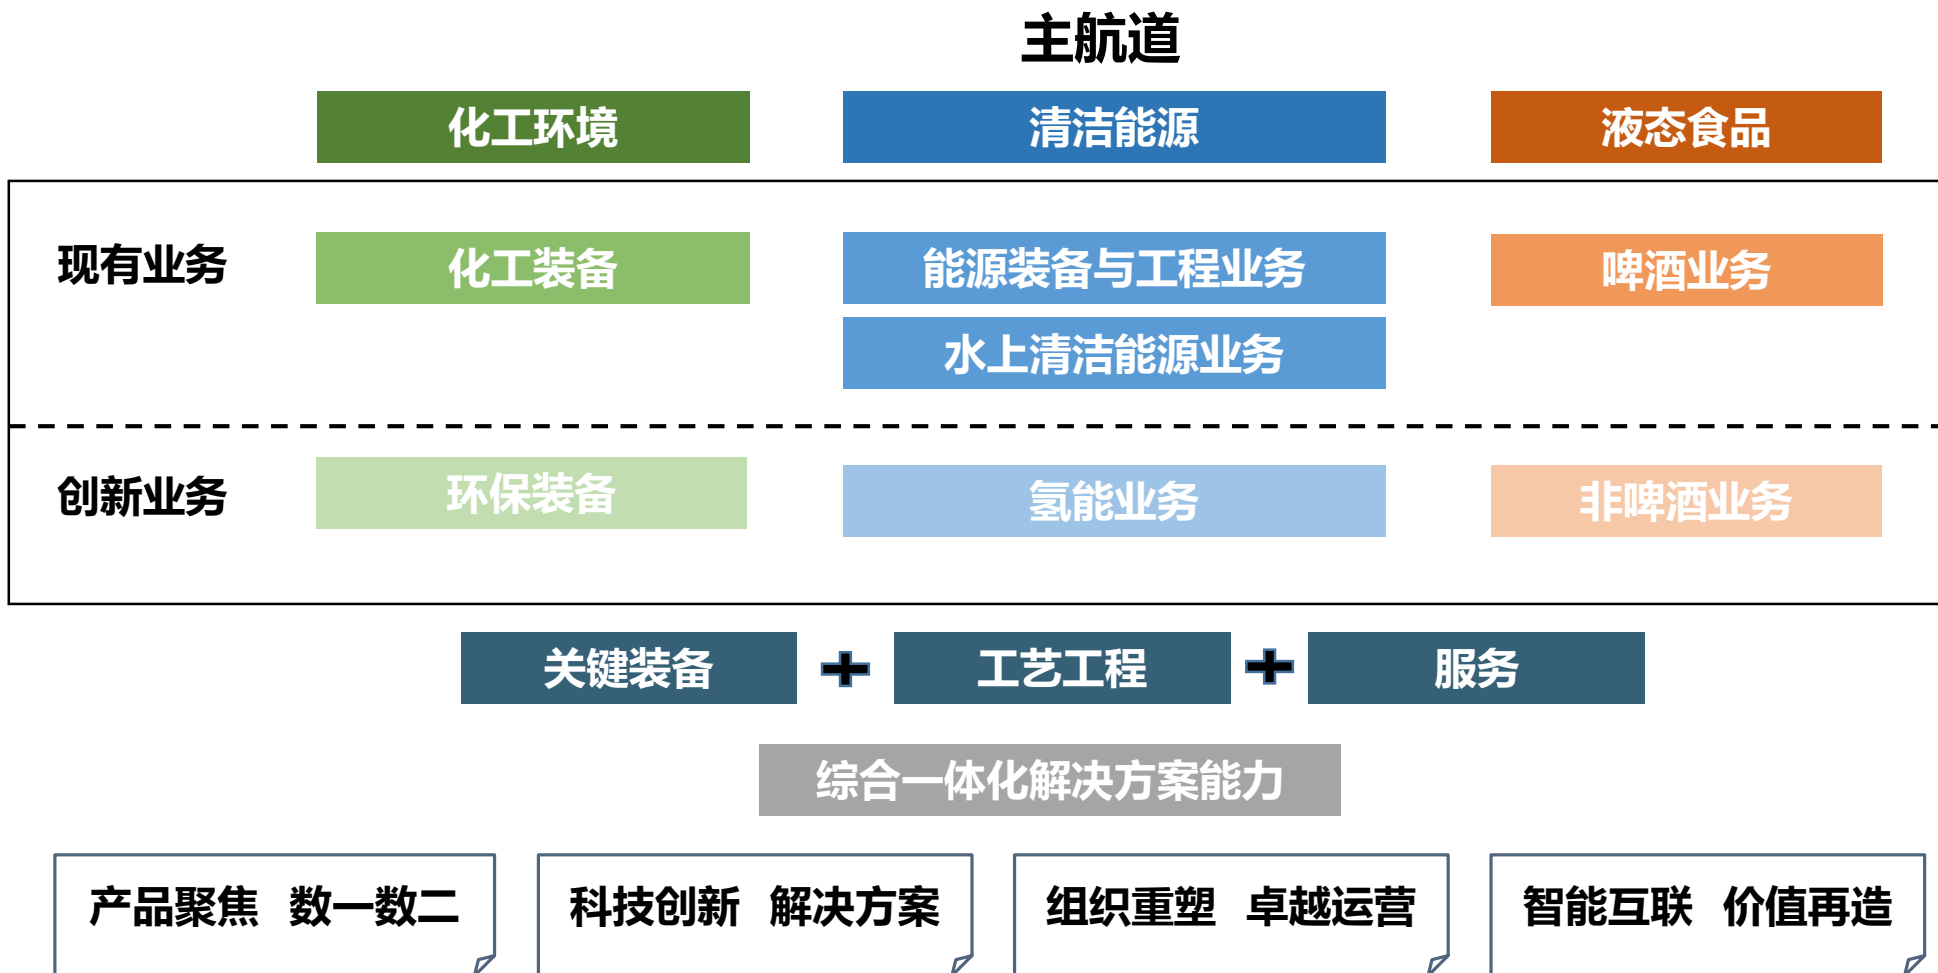 主航道
化工环境 清洁能源 液态食品
现有业务 化工装备 能源装备与工程业务 啤酒业务
水上清洁能源业务
创新业务 环保装备 氢能业务 非啤酒业务
关键装备 + 工艺工程 + 服务
综合一体化解决方案能力
产品聚焦 数一数二 科技创新 解决方案 组织重塑 卓越运营 智能互联 价值再造